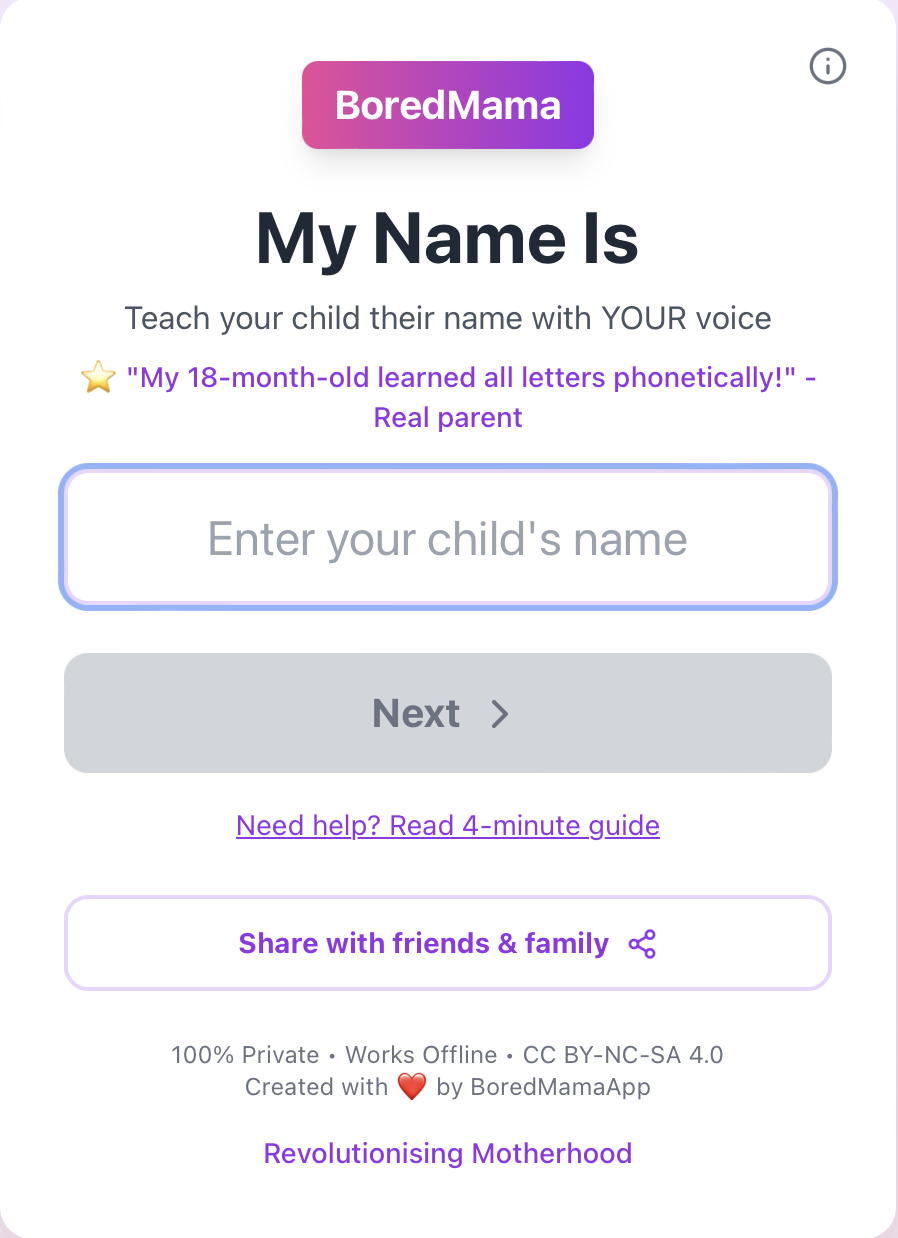 BoredMama
My Name Is
Teach your child their name with YOUR voice
⭐ "My 18-month-old learned all letters phonetically!" -
Real parent
Enter your child's name
Next
Need help? Read 4-minute guide
Share with friends & family
100% Private • Works Offline • CC BY-NC-SA 4.0
Created with ❤️ by BoredMamaApp
Revolutionising Motherhood